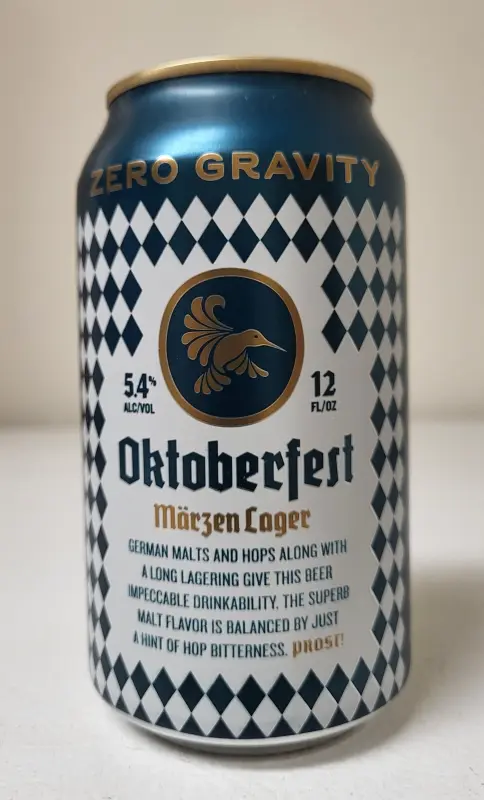 ZERO GRAVITY
5.4%
ALC/VOL
12
FL/OZ
Oktoberfest
Märzen Lager
GERMAN MALTS AND HOPS ALONG WITH
A LONG LAGERING GIVE THIS BEER
IMPECCABLE DRINKABILITY. THE SUPERB
MALT FLAVOR IS BALANCED BY JUST
A HINT OF HOP BITTERNESS. PROST!